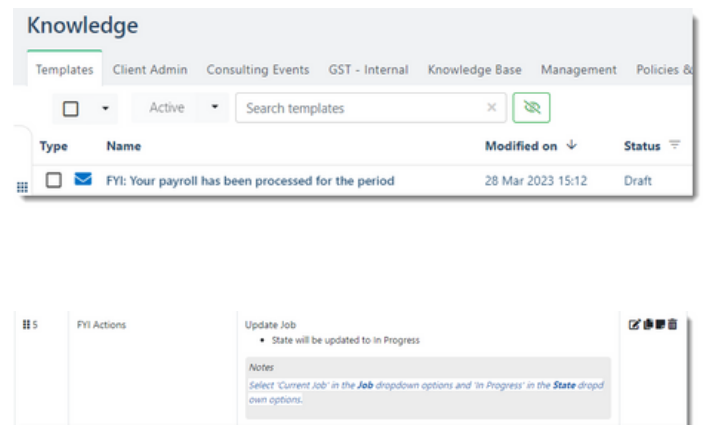 Knowledge
Templates Client Admin Consulting Events GST - Internal Knowledge Base Management Policies &
Active Search templates
Type Name Modified on Status
FYI: Your payroll has been processed for the period 28 Mar 2023 15:12 Draft
5 FYI Actions Update Job
State will be updated to In Progress
Notes
Select 'Current Job' in the Job dropdown options and 'In Progress' in the State dropd
own options.